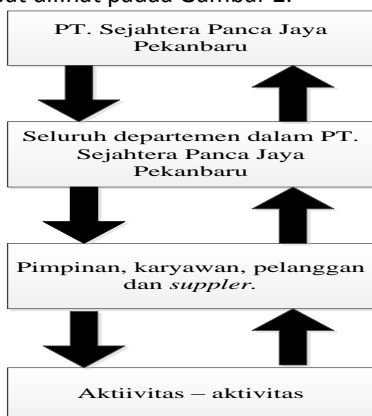 PT. Sejahtera Panca Jaya
Pekanbaru
Seluruh departemen dalam PT.
Sejahtera Panca Jaya
Pekanbaru
Pimpinan, karyawan, pelanggan
dan suppler.
Aktiivitas – aktivitas